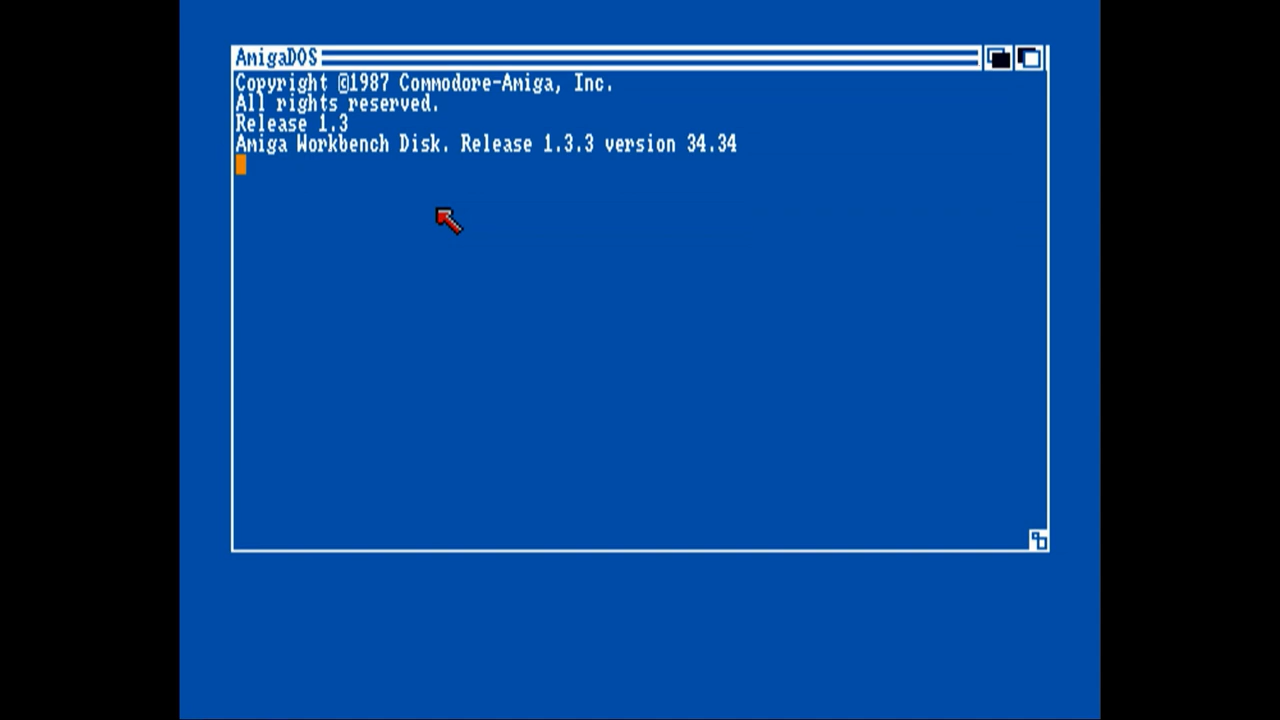 AmigaDOS
Copyright ©1987 Commodore-Amiga, Inc.
All rights reserved.
Release 1.3
Amiga Workbench Disk. Release 1.3.3 version 34.34